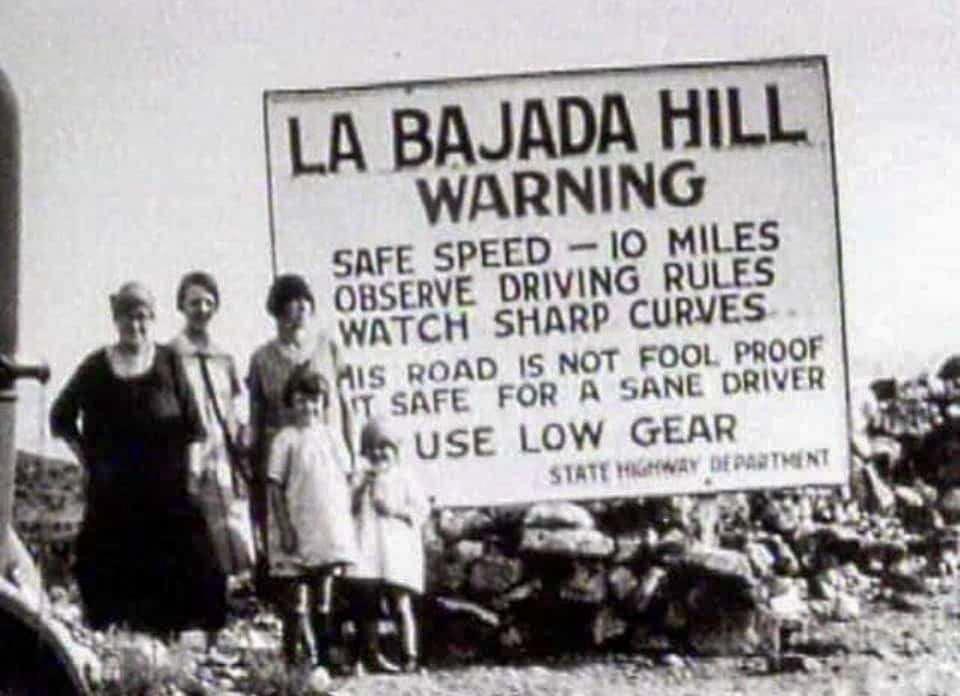 LA BAJADA HILL
WARNING
SAFE SPEED — 10 MILES
OBSERVE DRIVING RULES
WATCH SHARP CURVES
HIS ROAD IS NOT FOOL PROOF
T SAFE FOR A SANE DRIVER
USE LOW GEAR
STATE HIGHWAY DEPARTMENT